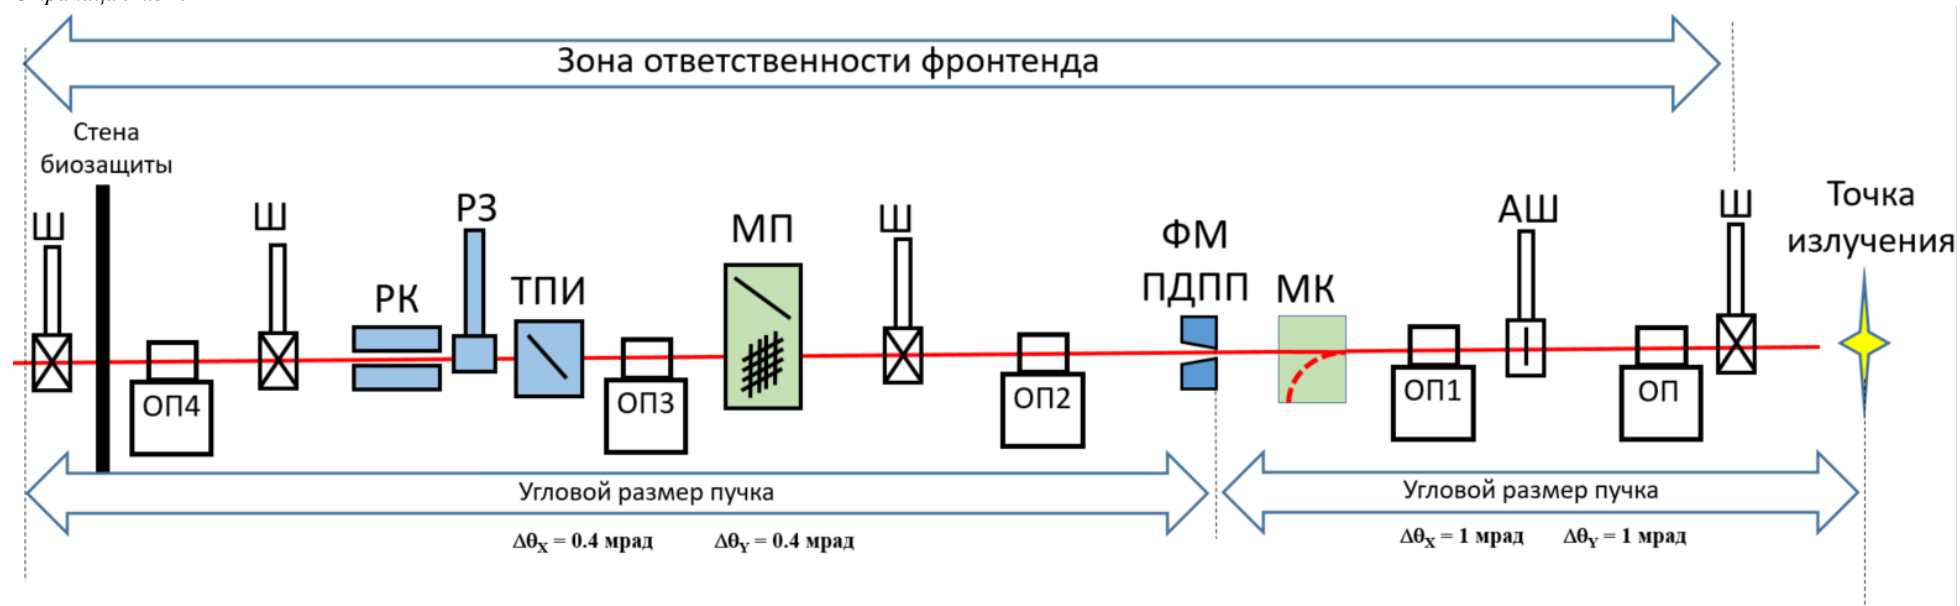 Зона ответственности фронтенда
Стена
биозащиты
Ш
Ш
РЗ
РК
ТПИ
МП
Ш
ФМ
ПДПП
МК
АШ
Ш
Точка
излучения
ОП4
ОП3
ОП2
ОП1
ОП
Угловой размер пучка
Δθ_X = 0.4 мрад Δθ_Y = 0.4 мрад
Угловой размер пучка
Δθ_X = 1 мрад Δθ_Y = 1 мрад